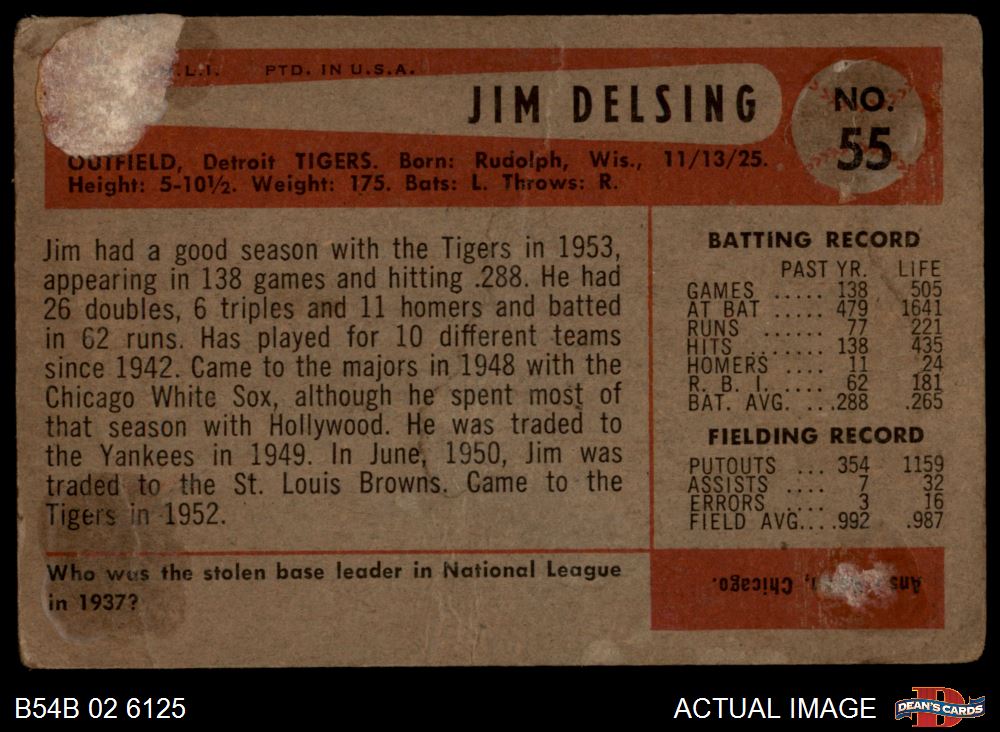 .L.I. PTD. IN U.S.A.
JIM DELSING
NO.
55
OUTFIELD, Detroit TIGERS. Born: Rudolph, Wis., 11/13/25.
Height: 5-10½. Weight: 175. Bats: L. Throws: R.
Jim had a good season with the Tigers in 1953,
appearing in 138 games and hitting .288. He had
26 doubles, 6 triples and 11 homers and batted
in 62 runs. Has played for 10 different teams
since 1942. Came to the majors in 1948 with the
Chicago White Sox, although he spent most of
that season with Hollywood. He was traded to
the Yankees in 1949. In June, 1950, Jim was
traded to the St. Louis Browns. Came to the
Tigers in 1952.
Who was the stolen base leader in National League
in 1937?
BATTING RECORD
PAST YR. LIFE
GAMES ..... 138 505
AT BAT ..... 479 1641
RUNS ...... 77 221
HITS ........ 138 435
HOMERS .... 11 24
R. B. I. .... 62 181
BAT. AVG. ...288 .265
FIELDING RECORD
PUTOUTS ... 354 1159
ASSISTS .... 7 32
ERRORS .... 3 16
FIELD AVG....992 .987
Ans , Chicago.
B54B 02 6125
ACTUAL IMAGE
D
DEAN'S CARDS